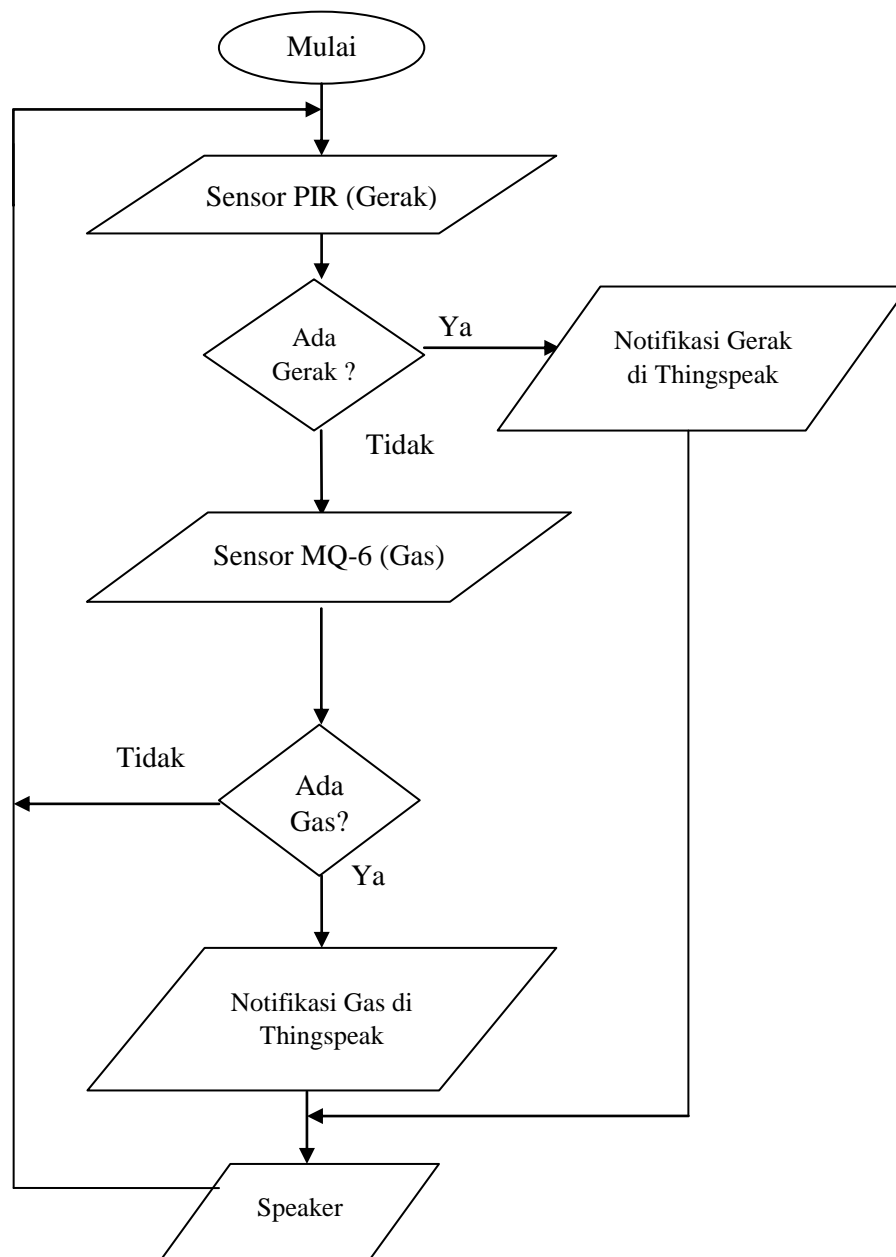 Mulai
Sensor PIR (Gerak)
Ada
Gerak ?
Ya
Notifikasi Gerak
di Thingspeak
Tidak
Sensor MQ-6 (Gas)
Tidak
Ada
Gas?
Ya
Notifikasi Gas di
Thingspeak
Speaker